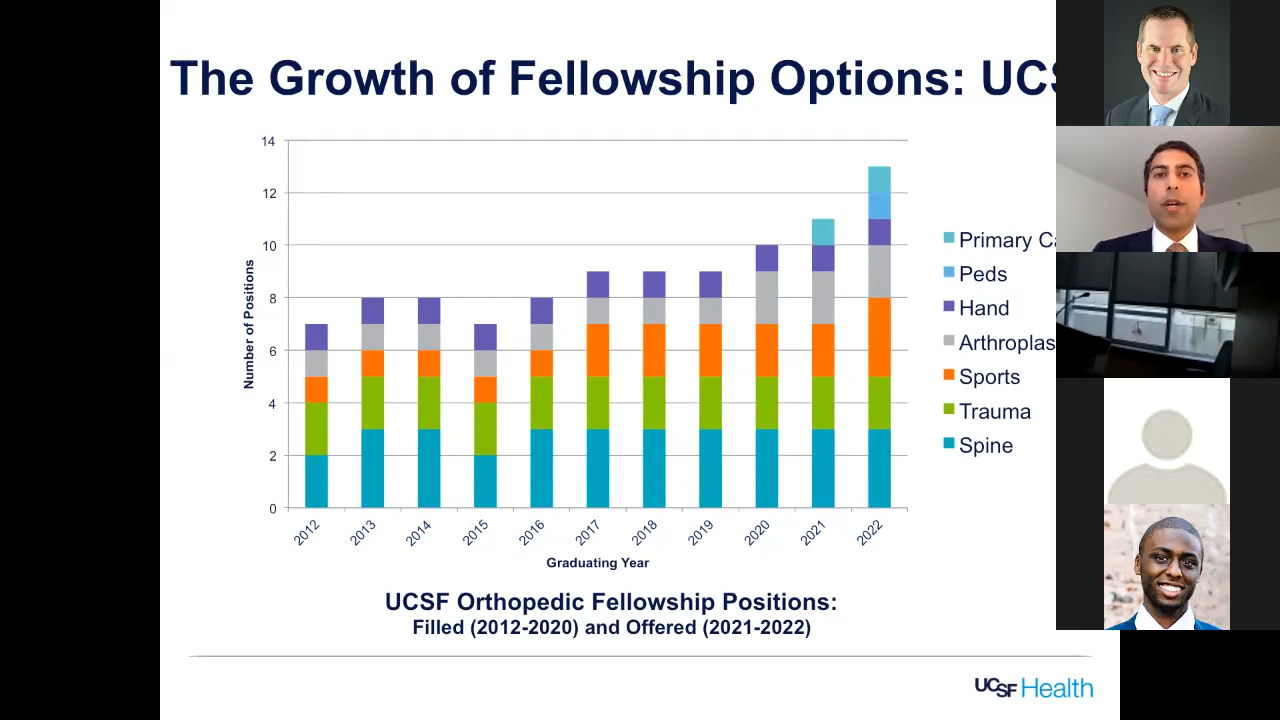 The Growth of Fellowship Options: UCS
14
12
10
8
6
4
2
0
Number of Positions
2012
2013
2014
2015
2016
2017
2018
2019
2020
2021
2022
Graduating Year
Primary Ca
Peds
Hand
Arthroplas
Sports
Trauma
Spine
UCSF Orthopedic Fellowship Positions:
Filled (2012-2020) and Offered (2021-2022)
UCSF Health